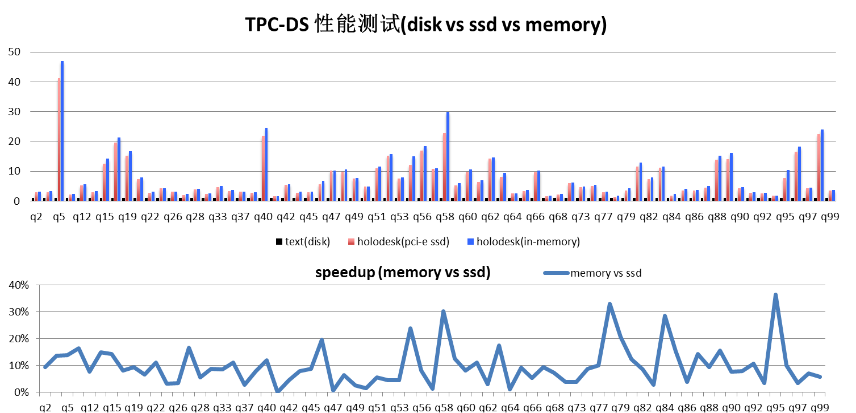 TPC-DS 性能测试(disk vs ssd vs memory)
50
40
30
20
10
0
q2 q5 q12 q15 q19 q22 q26 q28 q33 q37 q40 q42 q45 q47 q49 q51 q53 q56 q58 q60 q62 q64 q66 q68 q73 q77 q79 q82 q84 q86 q88 q90 q92 q95 q97 q99
text(disk) holodesk(pci-e ssd) holodesk(in-memory)
speedup (memory vs ssd)
memory vs ssd
40%
30%
20%
10%
0%
q2 q5 q12 q15 q19 q22 q26 q28 q33 q37 q40 q42 q45 q47 q49 q51 q53 q56 q58 q60 q62 q64 q66 q68 q73 q77 q79 q82 q84 q86 q88 q90 q92 q95 q97 q99